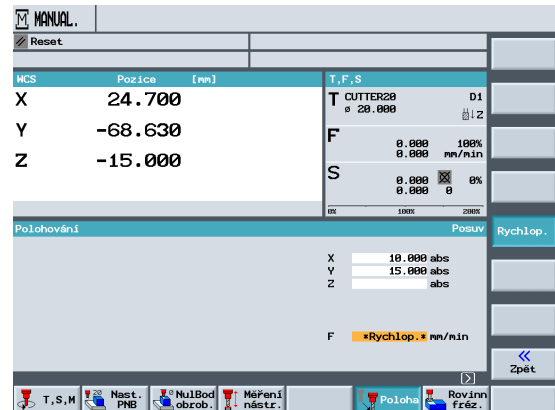 M MANUAL.
Reset
WCS Pozice [mm]
X 24.700
Y -68.630
Z -15.000
T,F,S
T CUTTER20 D1
ø 20.000 Z
F 0.000 100%
0.000 mm/min
S 0.000 0%
0.000 0
0% 100% 200%
Polohování Posuv
X 10.000 abs
Y 15.000 abs
Z abs
F *Rychlop.* mm/min
Rychlop.
« Zpět
T,S,M
Nast. PNB
NulBod obrob.
Měření nástr.
Poloha
Rovinn fréz.